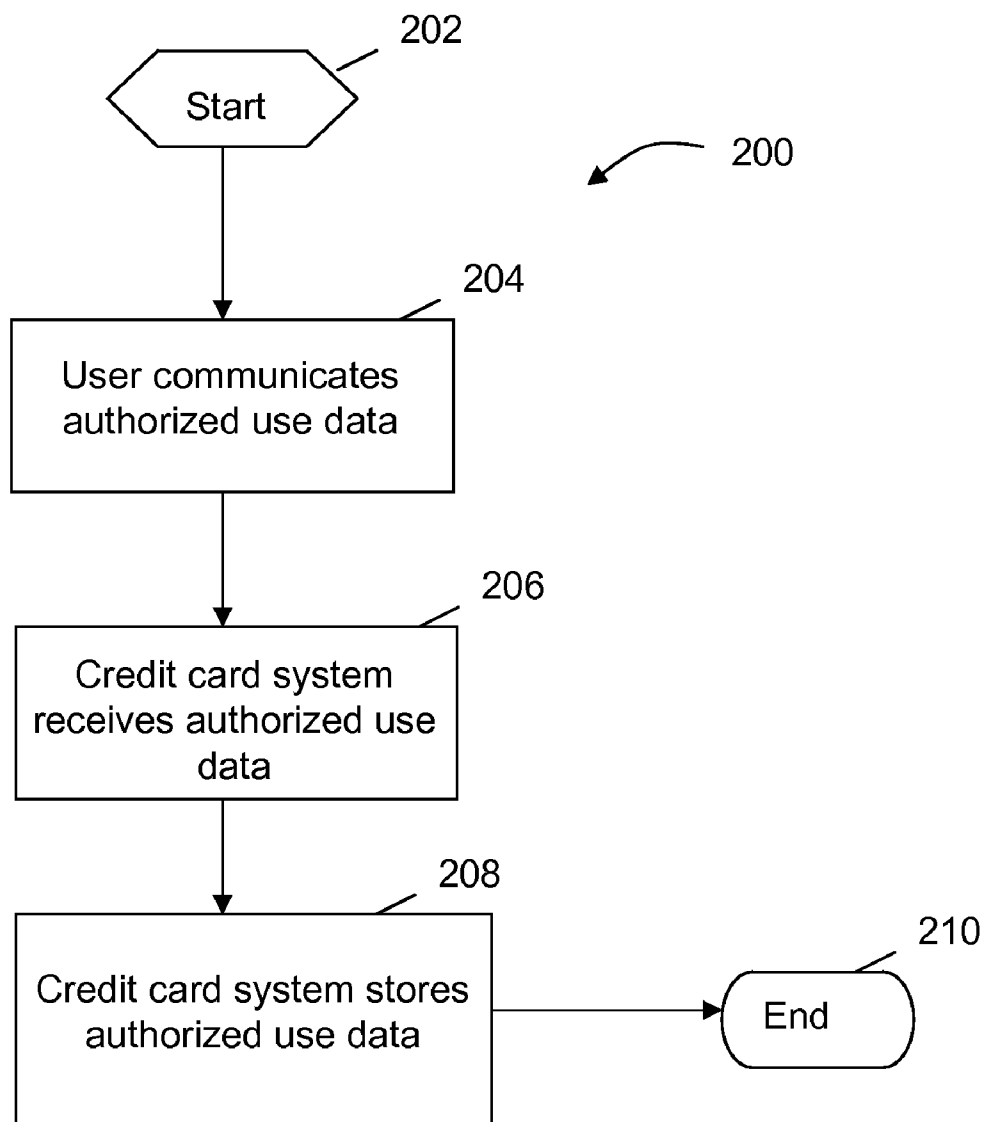 202
Start
200
204
User communicates
authorized use data
206
Credit card system
receives authorized use
data
208
Credit card system stores
authorized use data
210
End